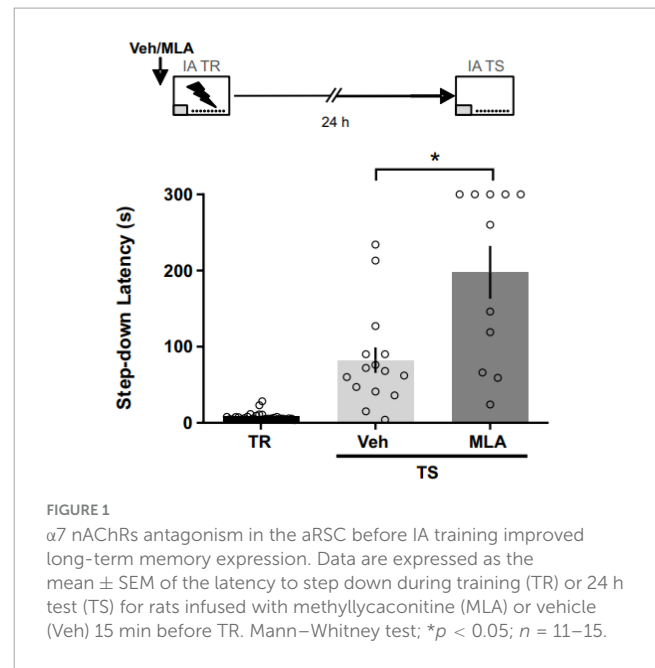 Veh/MLA
IA TR
IA TS
24 h
*
Step-down Latency (s)
300
200
100
0
TR
Veh
MLA
TS
FIGURE 1
α7 nAChRs antagonism in the aRSC before IA training improved
long-term memory expression. Data are expressed as the
mean ± SEM of the latency to step down during training (TR) or 24 h
test (TS) for rats infused with methyllycaconitine (MLA) or vehicle
(Veh) 15 min before TR. Mann–Whitney test; *p < 0.05; n = 11–15.